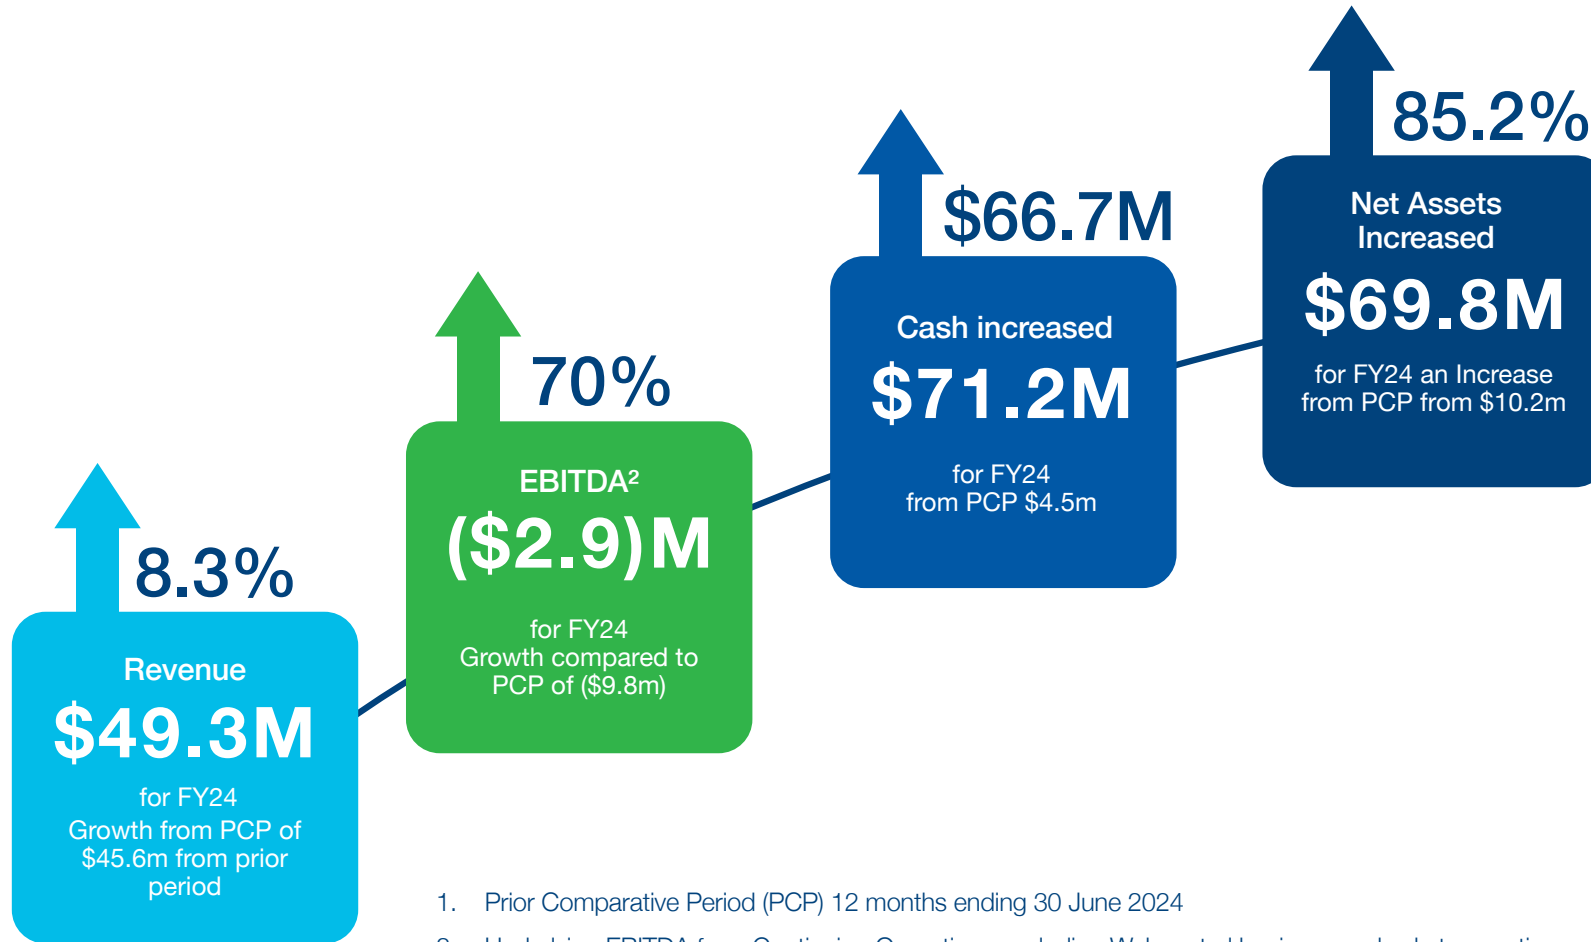 8.3%
Revenue
$49.3M
for FY24
Growth from PCP of
$45.6m from prior
period
70%
EBITDA²
($2.9)M
for FY24
Growth compared to
PCP of ($9.8m)
$66.7M
Cash increased
$71.2M
for FY24
from PCP $4.5m
85.2%
Net Assets
Increased
$69.8M
for FY24 an Increase
from PCP from $10.2m
1. Prior Comparative Period (PCP) 12 months ending 30 June 2024